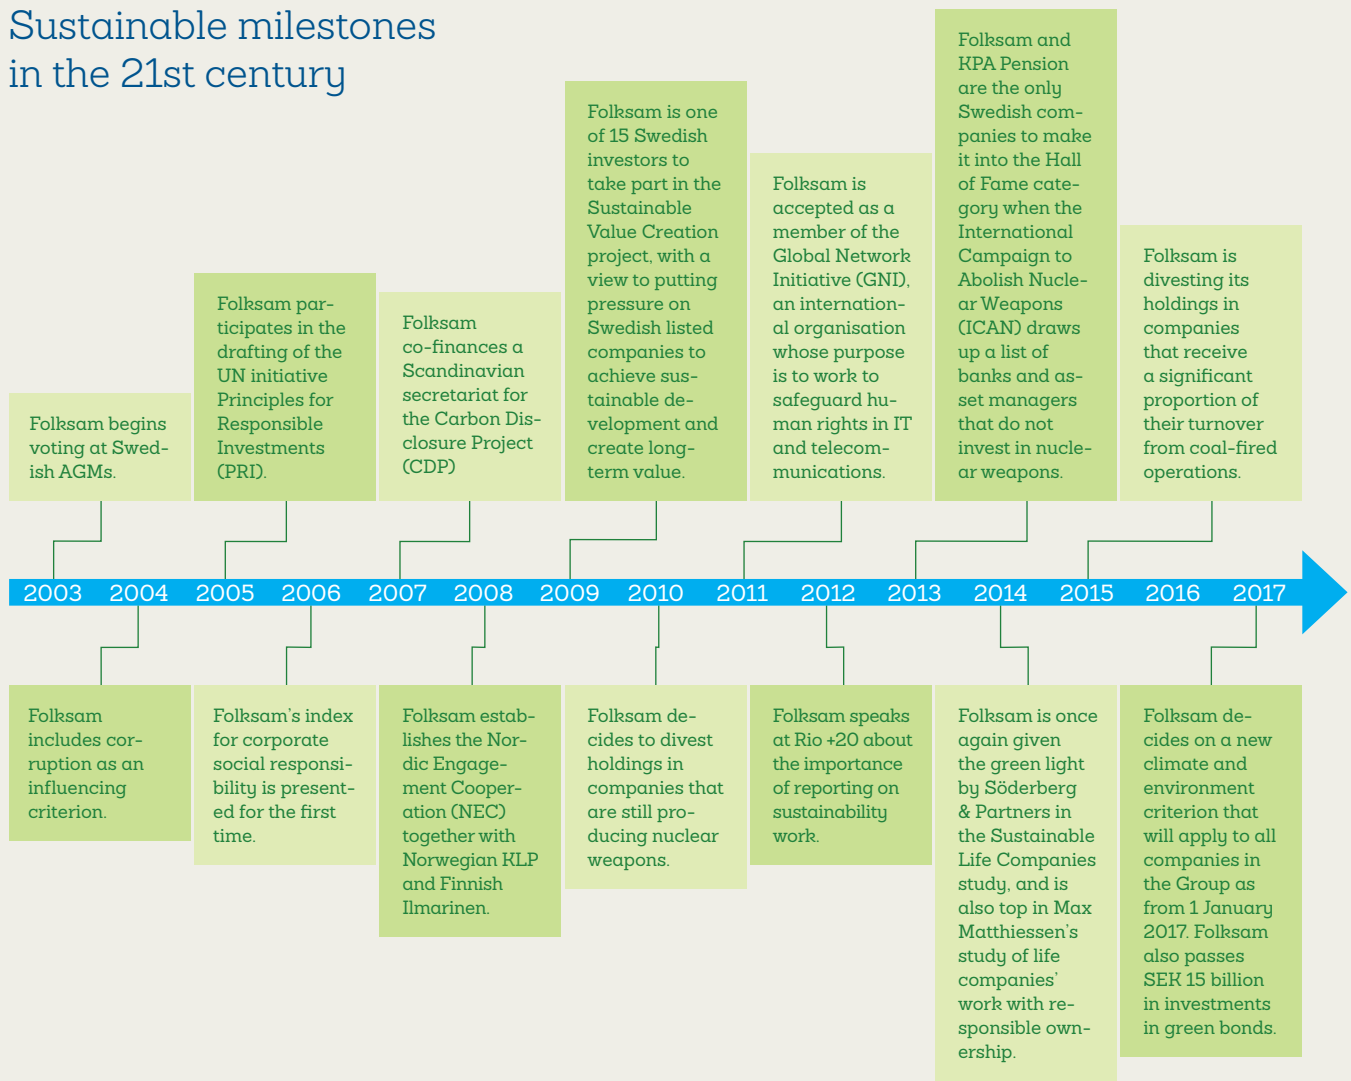 Sustainable milestones
in the 21st century
Folksam begins
voting at Swed-
ish AGMs.
Folksam par-
ticipates in the
drafting of the
UN initiative
Principles for
Responsible
Investments
(PRI).
Folksam
co-finances a
Scandinavian
secretariat for
the Carbon Dis-
closure Project
(CDP)
Folksam is one
of 15 Swedish
investors to
take part in the
Sustainable
Value Creation
project, with a
view to putting
pressure on
Swedish listed
companies to
achieve sus-
tainable de-
velopment and
create long-
term value.
Folksam is
accepted as a
member of the
Global Network
Initiative (GNI),
an internation-
al organisation
whose purpose
is to work to
safeguard hu-
man rights in IT
and telecom-
munications.
Folksam and
KPA Pension
are the only
Swedish com-
panies to make
it into the Hall
of Fame cate-
gory when the
International
Campaign to
Abolish Nucle-
ar Weapons
(ICAN) draws
up a list of
banks and as-
set managers
that do not
invest in nucle-
ar weapons.
Folksam is
divesting its
holdings in
companies
that receive
a significant
proportion of
their turnover
from coal-fired
operations.
2003 2004 2005 2006 2007 2008 2009 2010 2011 2012 2013 2014 2015 2016 2017
Folksam
includes cor-
ruption as an
influencing
criterion.
Folksam's index
for corporate
social responsi-
bility is present-
ed for the first
time.
Folksam estab-
lishes the Nor-
dic Engage-
ment Cooper-
ation (NEC)
together with
Norwegian KLP
and Finnish
Ilmarinen.
Folksam de-
cides to divest
holdings in
companies that
are still pro-
ducing nuclear
weapons.
Folksam speaks
at Rio +20 about
the importance
of reporting on
sustainability
work.
Folksam is once
again given
the green light
by Söderberg
& Partners in
the Sustainable
Life Companies
study, and is
also top in Max
Matthiessen's
study of life
companies'
work with re-
sponsible own-
ership.
Folksam de-
cides on a new
climate and
environment
criterion that
will apply to all
companies in
the Group as
from 1 January
2017. Folksam
also passes
SEK 15 billion
in investments
in green bonds.